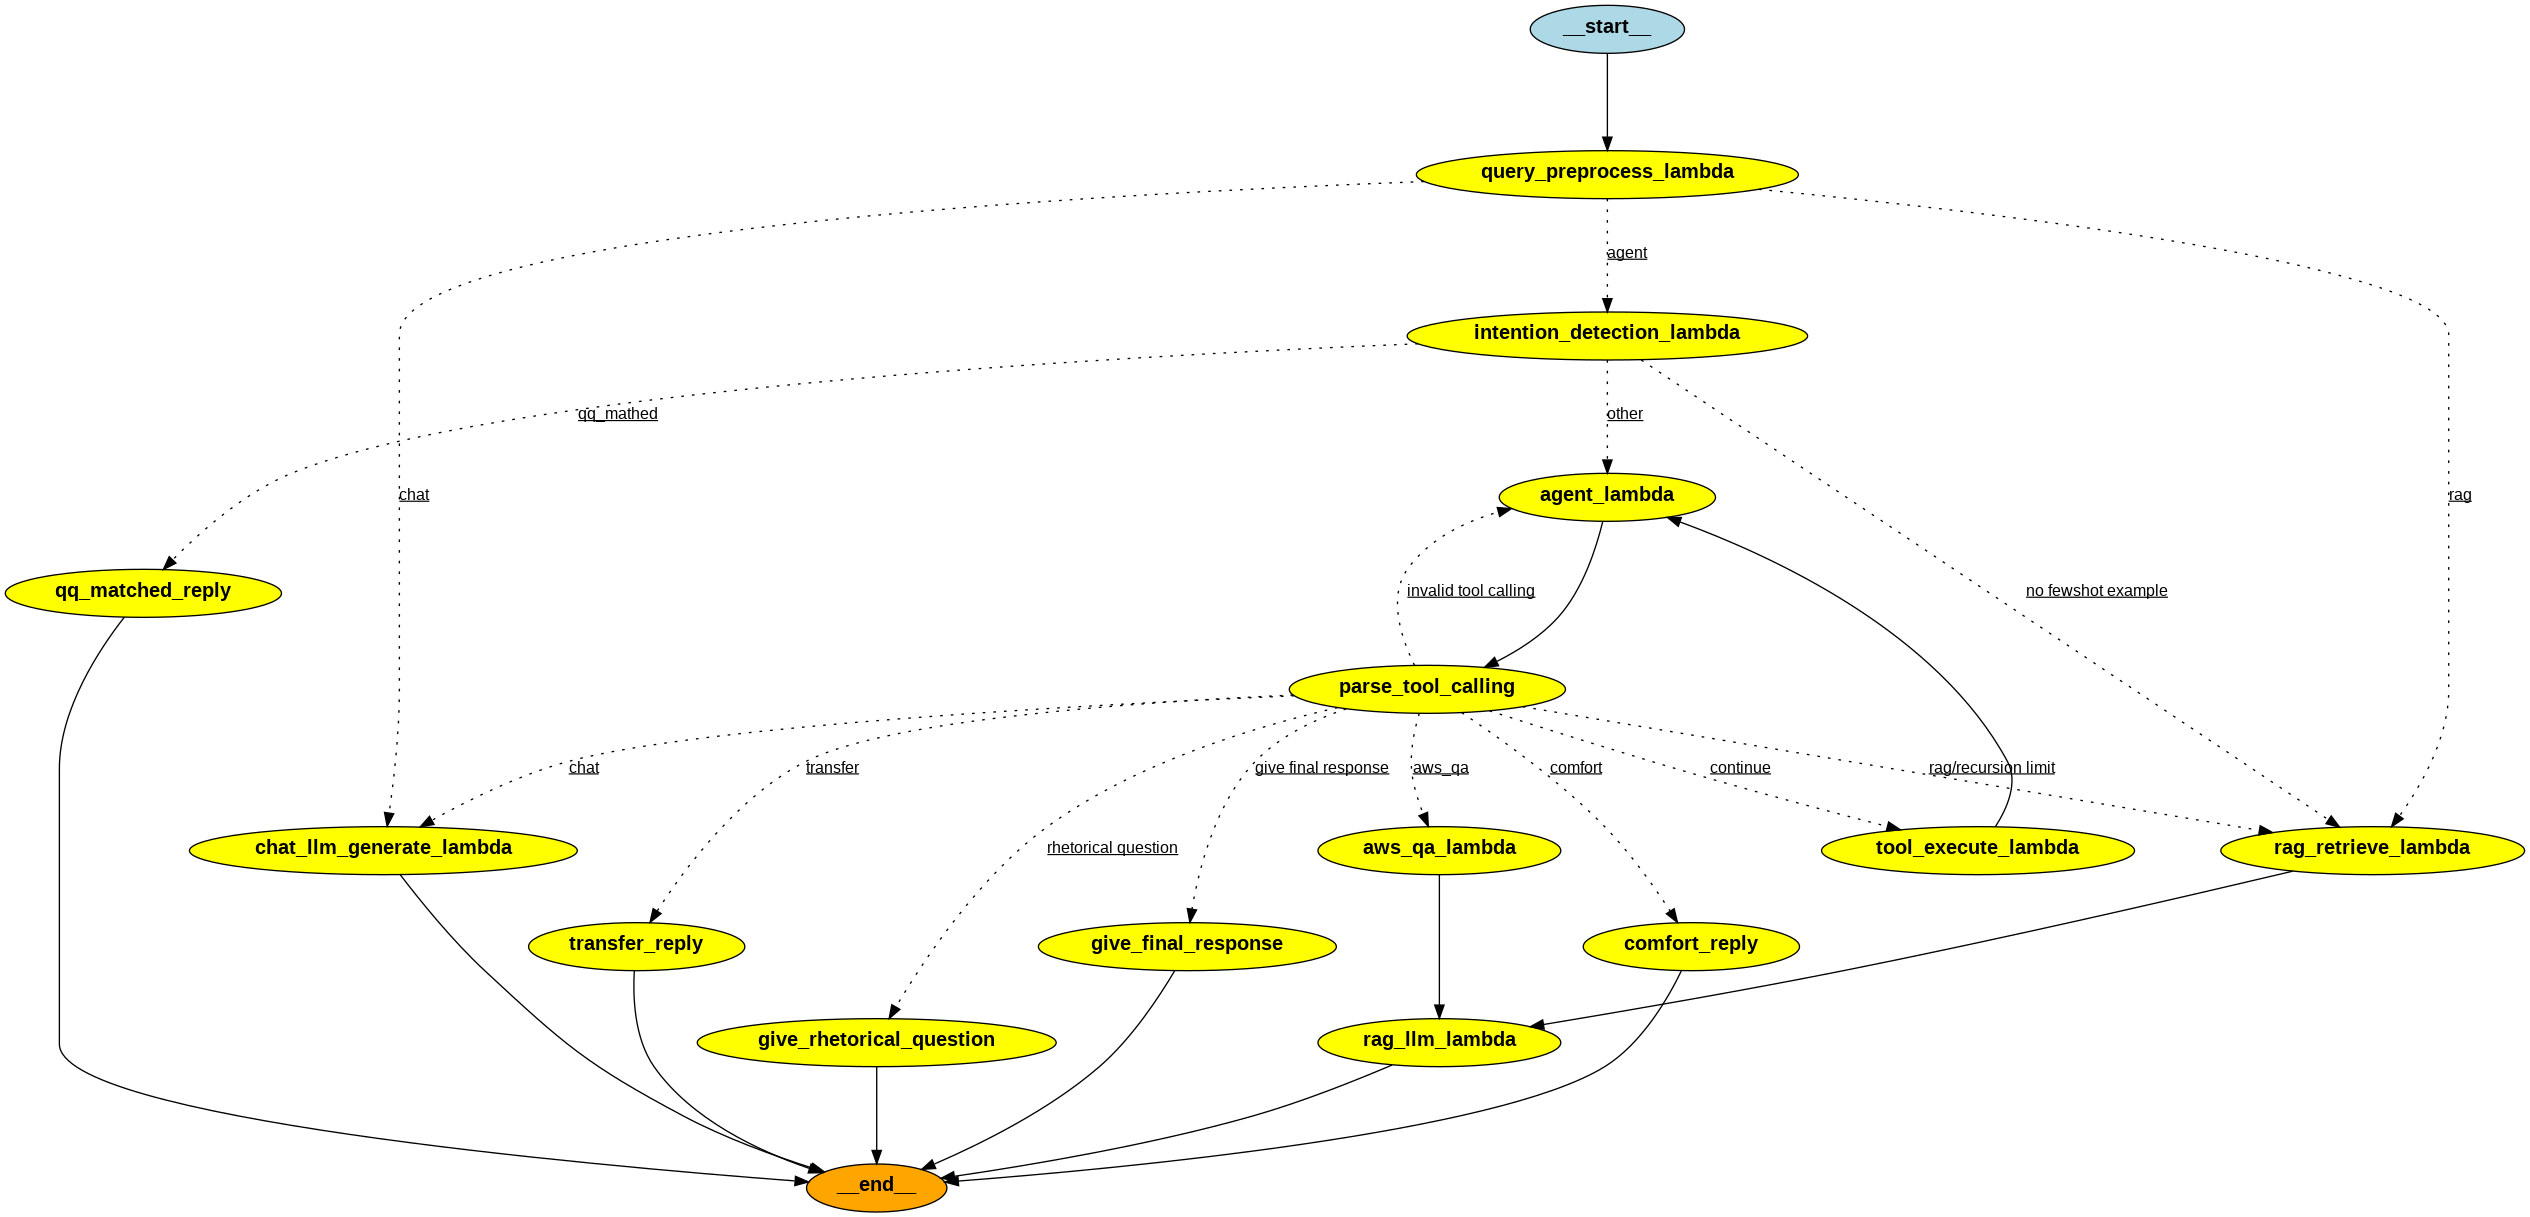 __start__
query_preprocess_lambda
agent
intention_detection_lambda
qq_mathed
other
chat
agent_lambda
rag
qq_matched_reply
invalid tool calling
no fewshot example
parse_tool_calling
chat
transfer
give final response
aws_qa
comfort
continue
rag/recursion limit
chat_llm_generate_lambda
rhetorical question
aws_qa_lambda
tool_execute_lambda
rag_retrieve_lambda
transfer_reply
give_final_response
comfort_reply
give_rhetorical_question
rag_llm_lambda
__end__